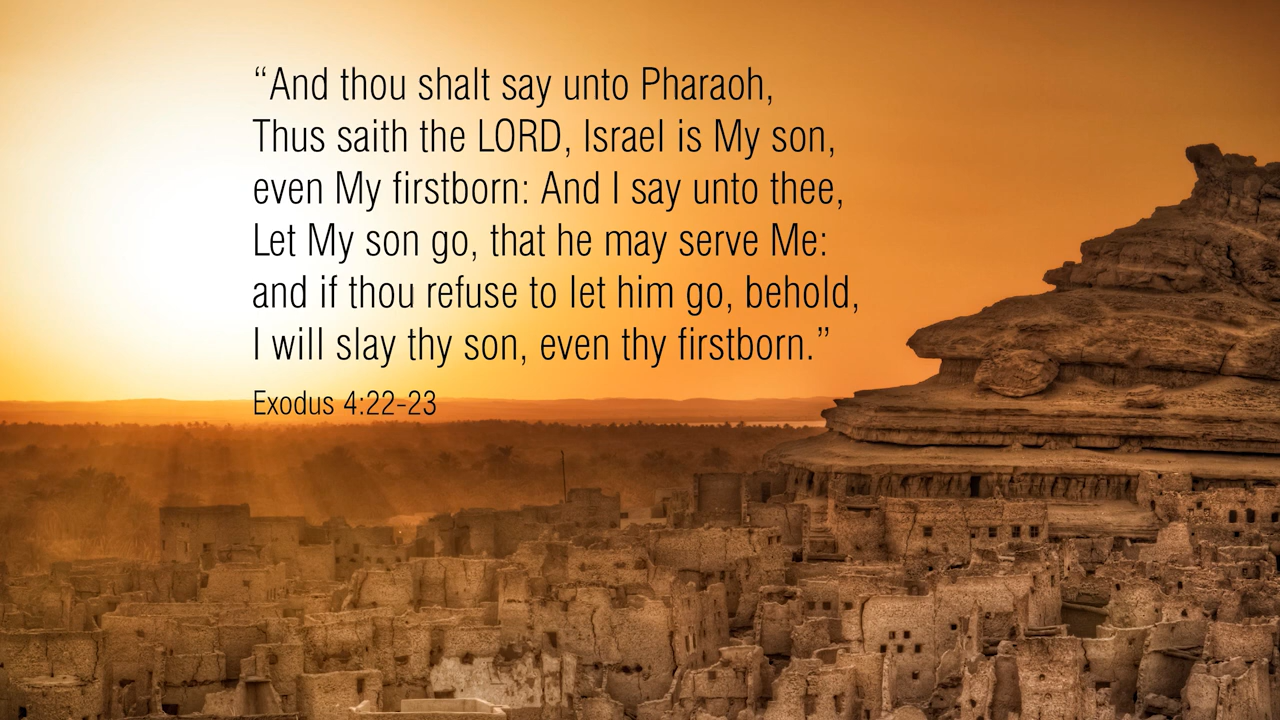 “And thou shalt say unto Pharaoh,
Thus saith the LORD, Israel is My son,
even My firstborn: And I say unto thee,
Let My son go, that he may serve Me:
and if thou refuse to let him go, behold,
I will slay thy son, even thy firstborn.”
Exodus 4:22-23